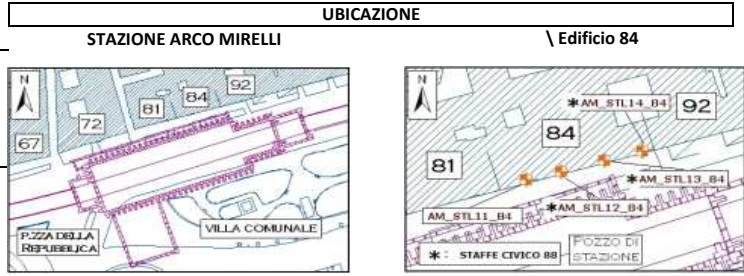 UBICAZIONE
STAZIONE ARCO MIRELLI
\ Edificio 84
N
67
72
81
84
92
P.ZZA DELLA
REPUBBLICA
VILLA COMUNALE
N
*AM_STL14_84
92
84
81
*AM_STL13_84
*AM_STL12_84
AM_STL11_84
*: STAFFE CIVICO 88
POZZO DI
STAZIONE